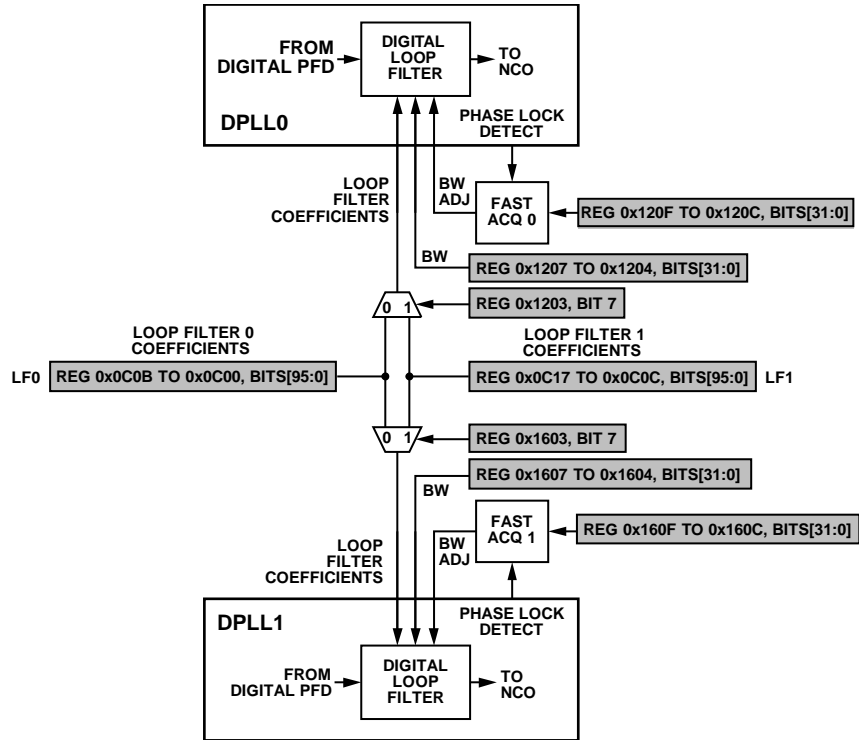 FROM
DIGITAL PFD
DIGITAL
LOOP
FILTER
TO
NCO
DPLL0
PHASE LOCK
DETECT
LOOP
FILTER
COEFFICIENTS
BW
ADJ
FAST
ACQ 0
REG 0x120F TO 0x120C, BITS[31:0]
BW
REG 0x1207 TO 0x1204, BITS[31:0]
0 1
REG 0x1203, BIT 7
LOOP FILTER 0
COEFFICIENTS
LOOP FILTER 1
COEFFICIENTS
LF0
REG 0x0C0B TO 0x0C00, BITS[95:0]
REG 0x0C17 TO 0x0C0C, BITS[95:0]
LF1
0 1
REG 0x1603, BIT 7
BW
REG 0x1607 TO 0x1604, BITS[31:0]
LOOP
FILTER
COEFFICIENTS
BW
ADJ
FAST
ACQ 1
REG 0x160F TO 0x160C, BITS[31:0]
DPLL1
PHASE LOCK
DETECT
FROM
DIGITAL PFD
DIGITAL
LOOP
FILTER
TO
NCO